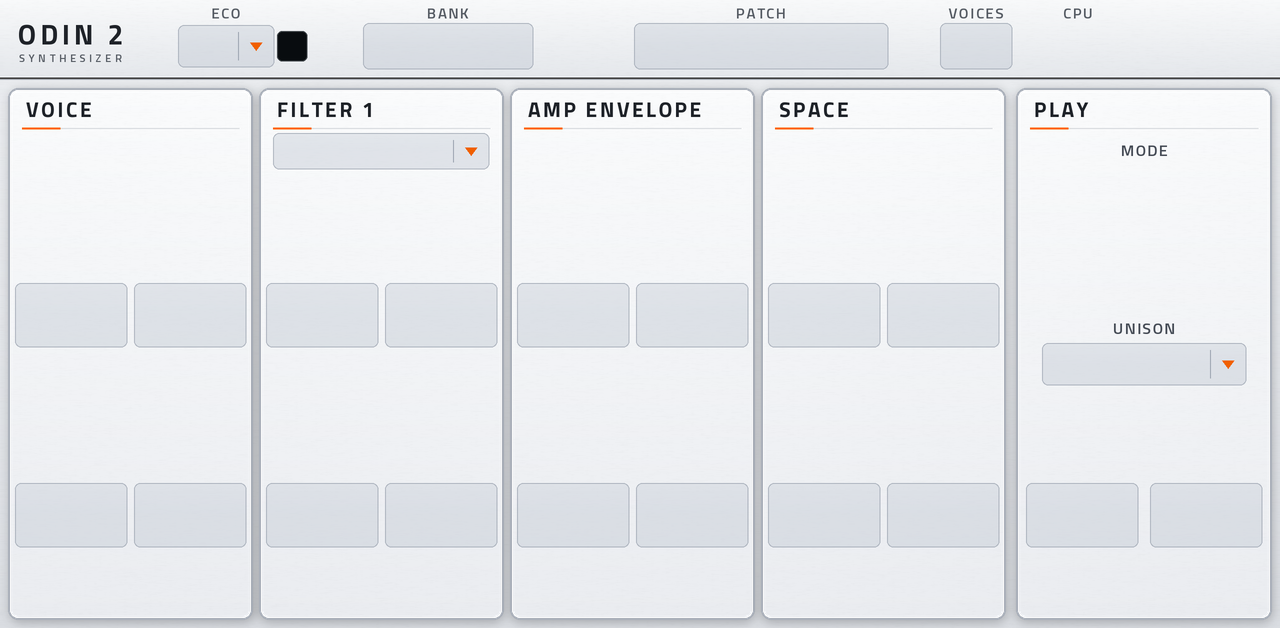 ECO
BANK
PATCH
VOICES
CPU
ODIN 2
SYNTHESIZER
VOICE
FILTER 1
AMP ENVELOPE
SPACE
PLAY
MODE
UNISON